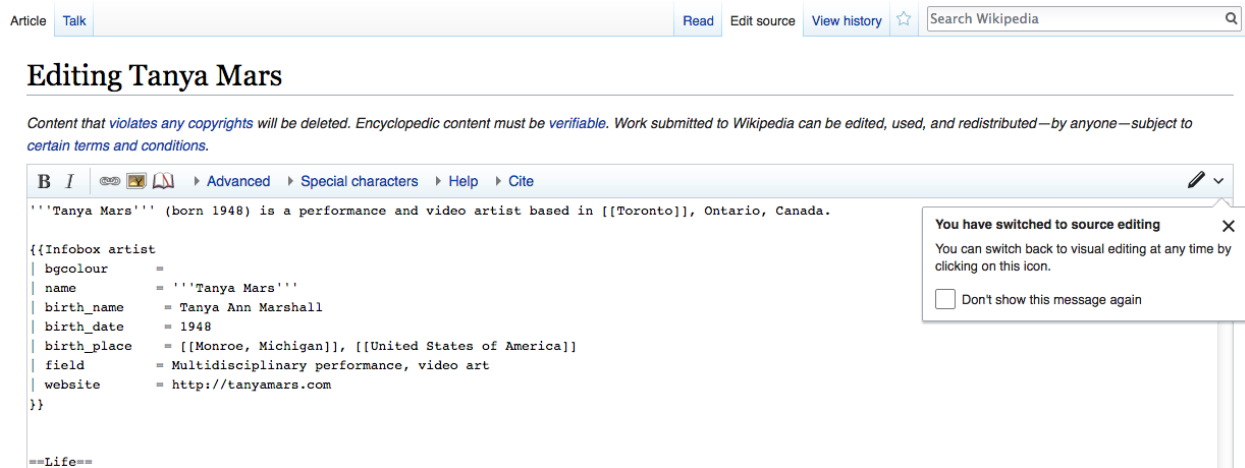 Article Talk Read Edit source View history Search Wikipedia
Editing Tanya Mars
Content that violates any copyrights will be deleted. Encyclopedic content must be verifiable. Work submitted to Wikipedia can be edited, used, and redistributed—by anyone—subject to
certain terms and conditions.
B I Advanced Special characters Help Cite
'''Tanya Mars''' (born 1948) is a performance and video artist based in [[Toronto]], Ontario, Canada.
You have switched to source editing
You can switch back to visual editing at any time by
clicking on this icon.
Don't show this message again
{{Infobox artist
| bgcolour =
| name = '''Tanya Mars'''
| birth_name = Tanya Ann Marshall
| birth_date = 1948
| birth_place = [[Monroe, Michigan]], [[United States of America]]
| field = Multidisciplinary performance, video art
| website = http://tanyamars.com
}}
==Life==